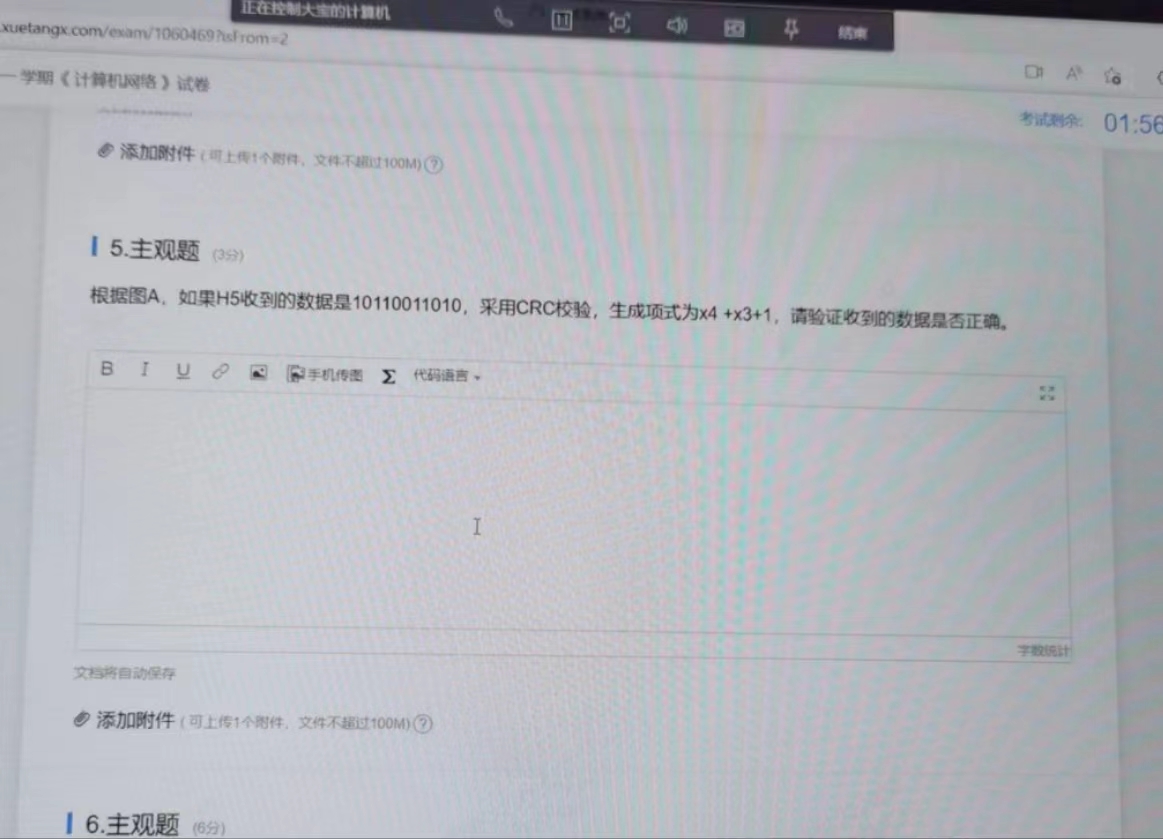 正在控制大宝的计算机
结束
.xuetangx.com/exam/1060469?isFrom=2
一学期《计算机网络》试卷
考试剩余: 01:56
添加附件 (可上传1个附件, 文件不超过100M) ?
5.主观题 (3分)
根据图A, 如果H5收到的数据是10110011010, 采用CRC校验, 生成项式为x4 +x3+1, 请验证收到的数据是否正确。
B I U 手机传图 Σ 代码语言
字数统计
文档将自动保存
添加附件 (可上传1个附件, 文件不超过100M) ?
6.主观题 (6分)